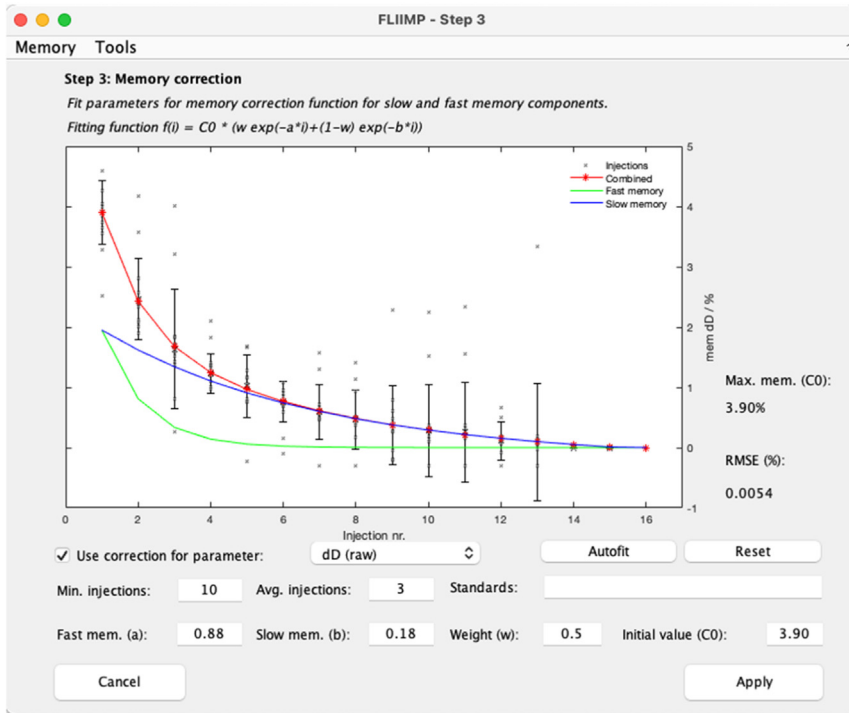 FLIIMP - Step 3
Memory Tools
Step 3: Memory correction
Fit parameters for memory correction function for slow and fast memory components.
Fitting function f(i) = C0 * (w exp(-a*i)+(1-w) exp(-b*i))
5
Injections
Combined
Fast memory
Slow memory
4
3
2
1
0
-1
mem dD / %
Max. mem. (C0):
3.90%
RMSE (%):
0.0054
0 2 4 6 8 10 12 14 16
Injection nr.
Use correction for parameter: dD (raw) Autofit Reset
Min. injections: 10 Avg. injections: 3 Standards:
Fast mem. (a): 0.88 Slow mem. (b): 0.18 Weight (w): 0.5 Initial value (C0): 3.90
Cancel Apply